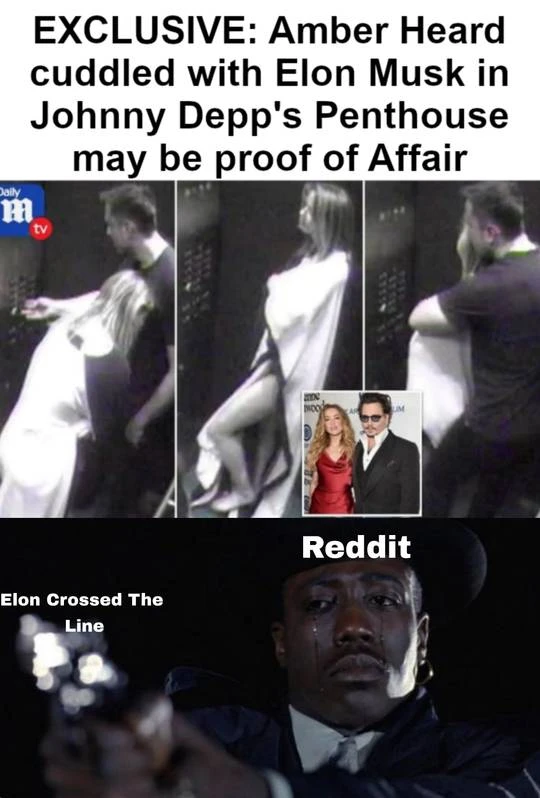 EXCLUSIVE: Amber Heard
cuddled with Elon Musk in
Johnny Depp's Penthouse
may be proof of Affair
Daily
m
tv
Reddit
Elon Crossed The
Line